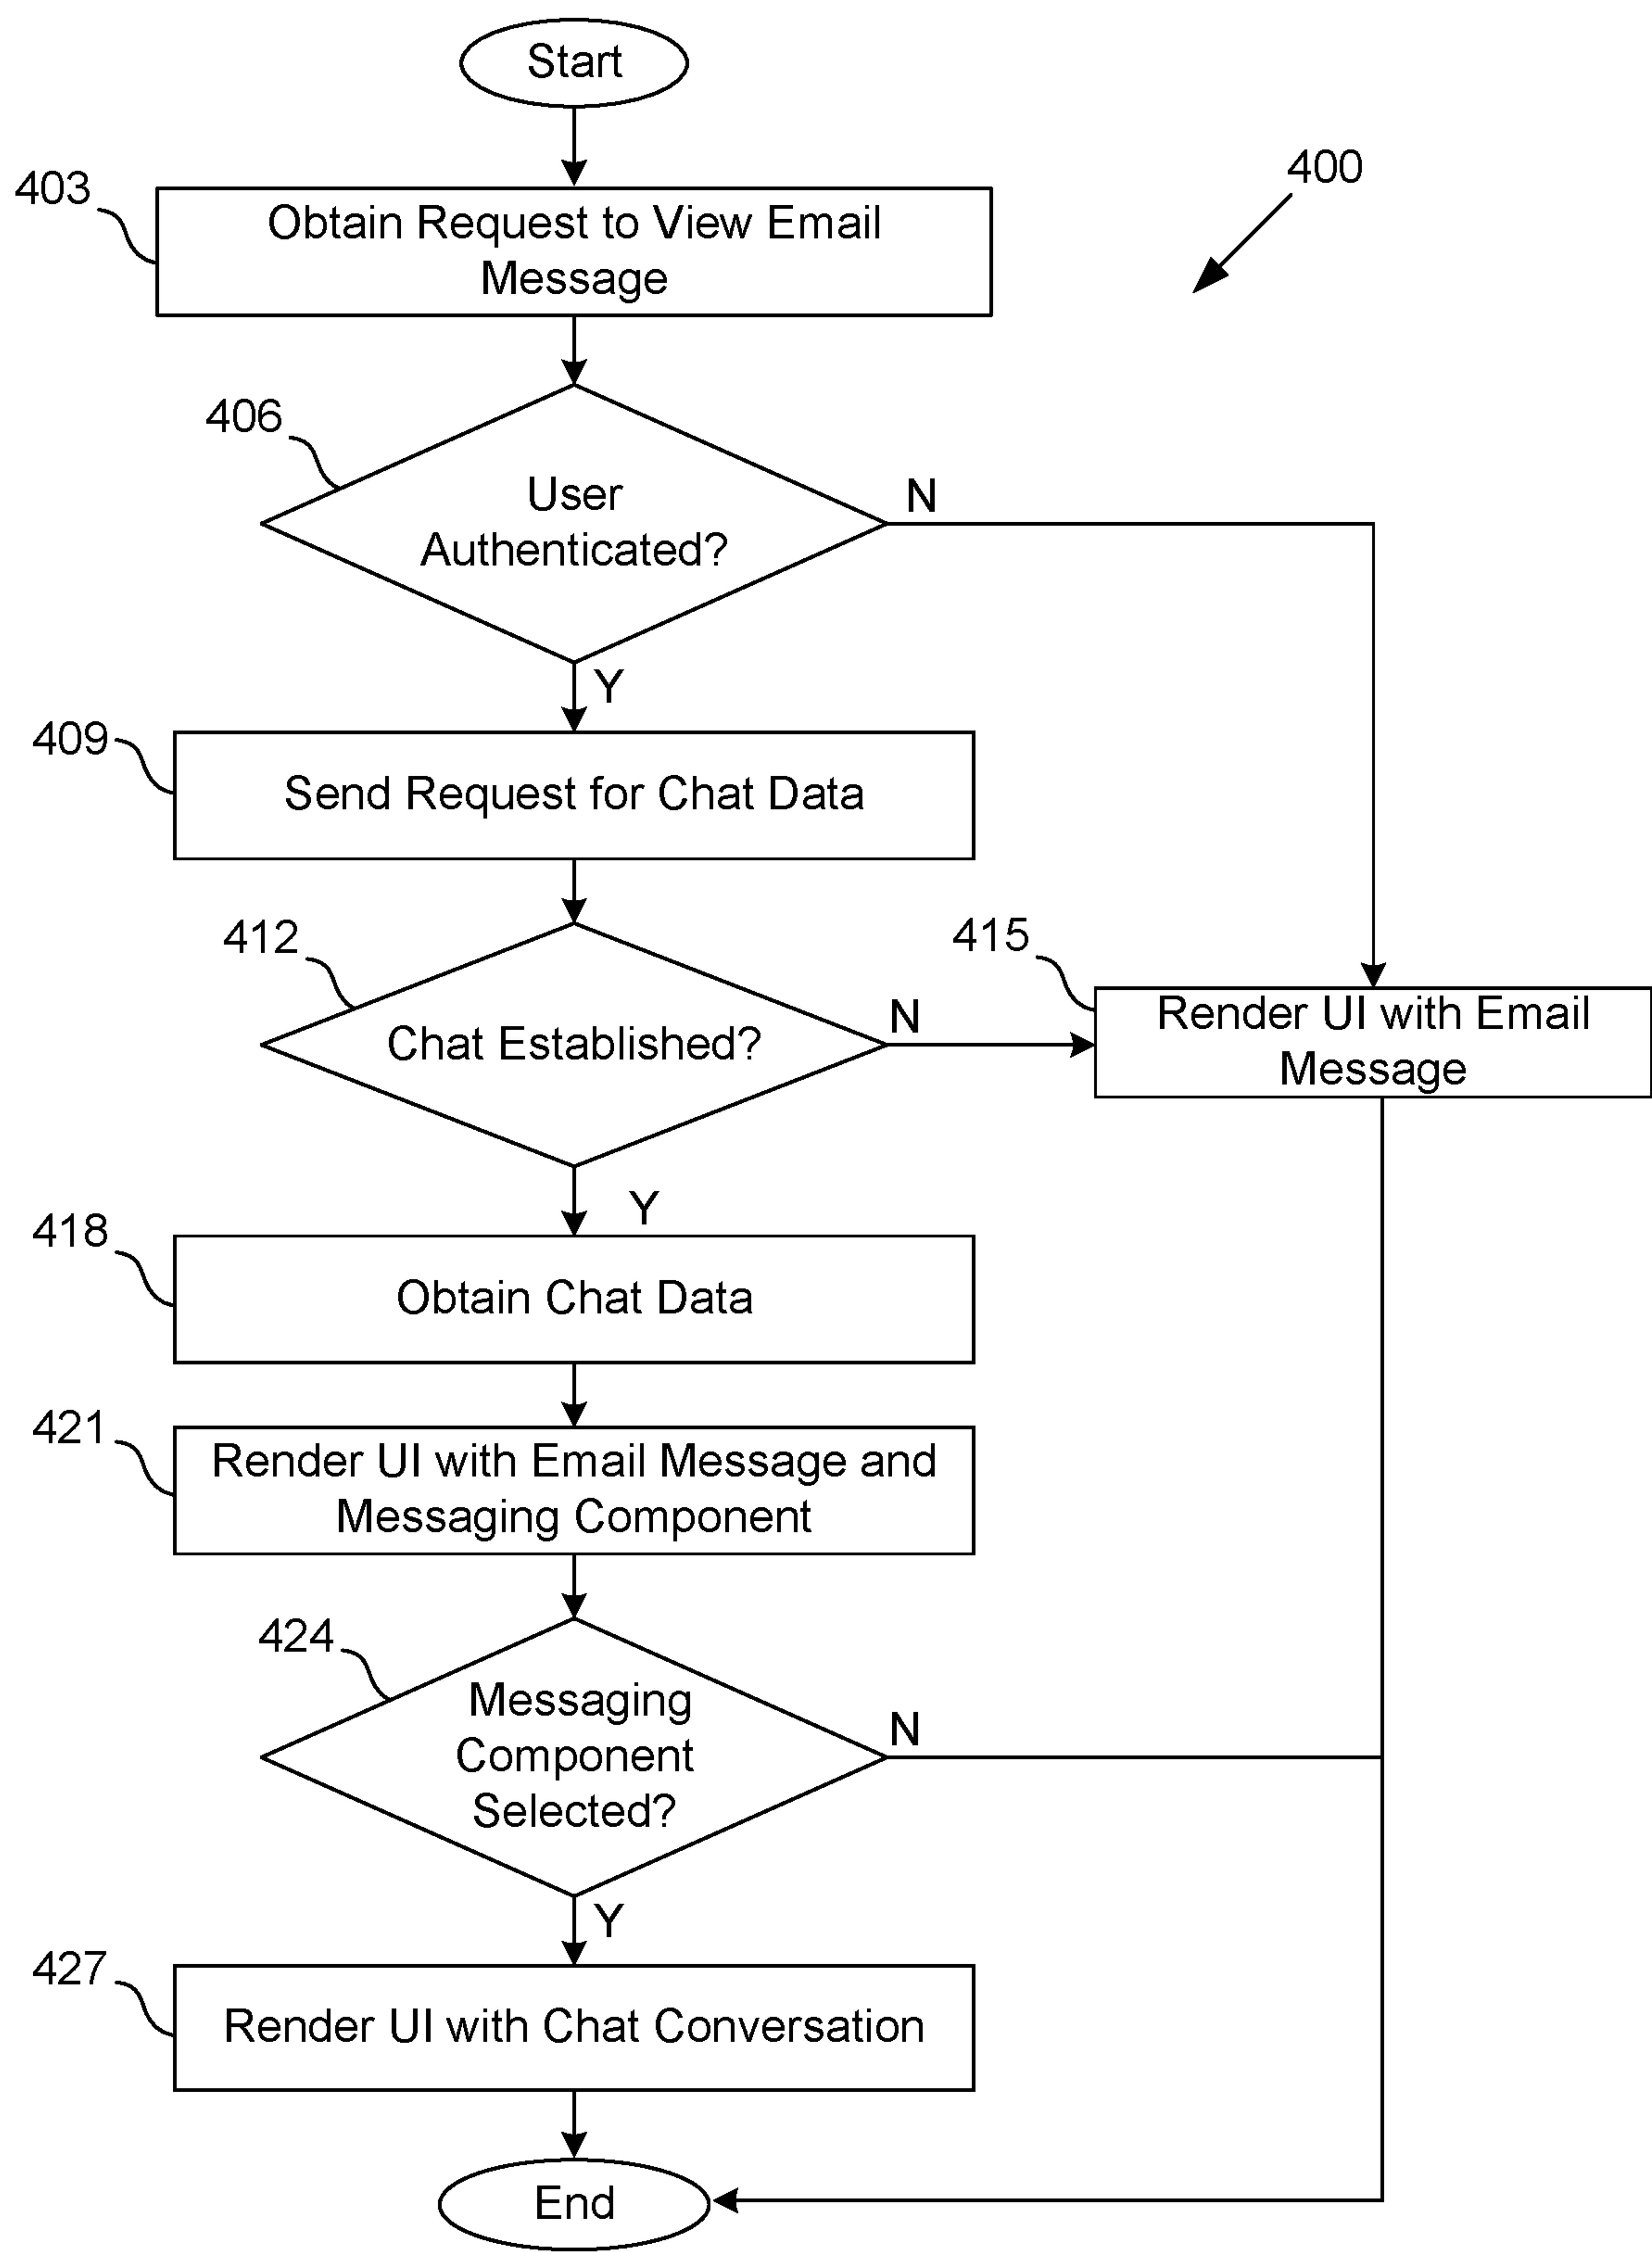 Start
400
403
Obtain Request to View Email
Message
406
User
Authenticated?
N
Y
409
Send Request for Chat Data
412
Chat Established?
N
415
Render UI with Email
Message
Y
418
Obtain Chat Data
421
Render UI with Email Message and
Messaging Component
424
Messaging
Component
Selected?
N
Y
427
Render UI with Chat Conversation
End